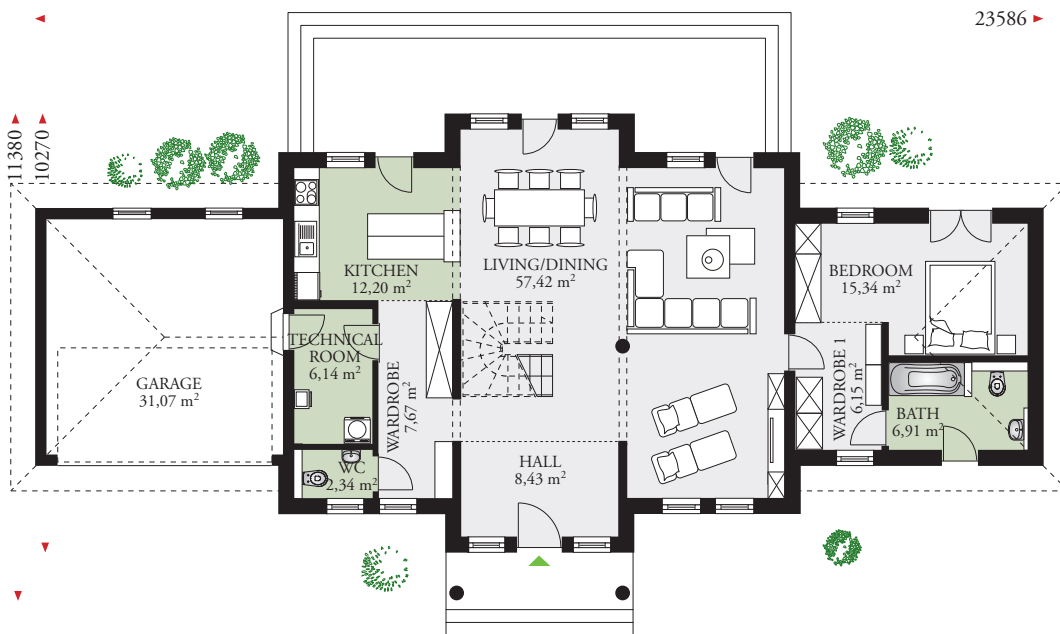 23586
11380
10270
KITCHEN
12,20 m²
LIVING/DINING
57,42 m²
BEDROOM
15,34 m²
TECHNICAL
ROOM
6,14 m²
GARAGE
31,07 m²
WARDROBE
7,67 m²
WARDROBE 1
6,15 m²
BATH
6,91 m²
WC
2,34 m²
HALL
8,43 m²